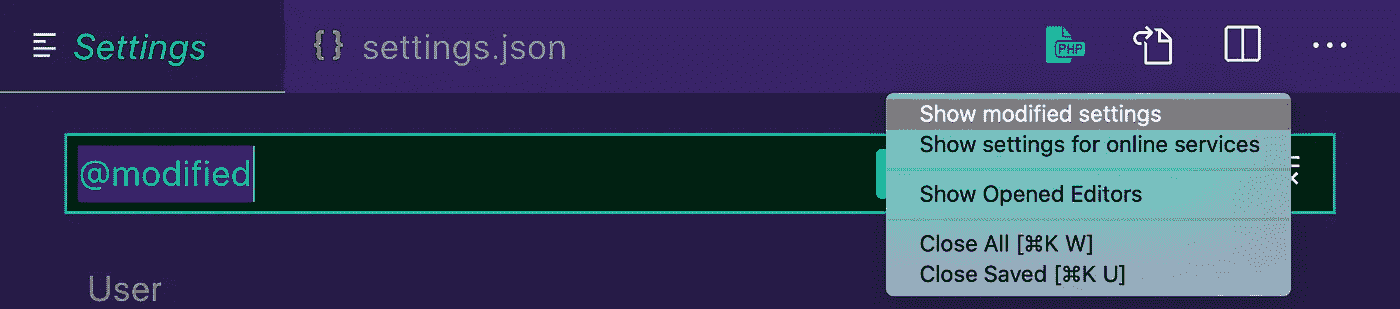 Settings
{} settings.json
PHP
Show modified settings
Show settings for online services
@modified
Show Opened Editors
Close All [⌘K W]
Close Saved [⌘K U]
User